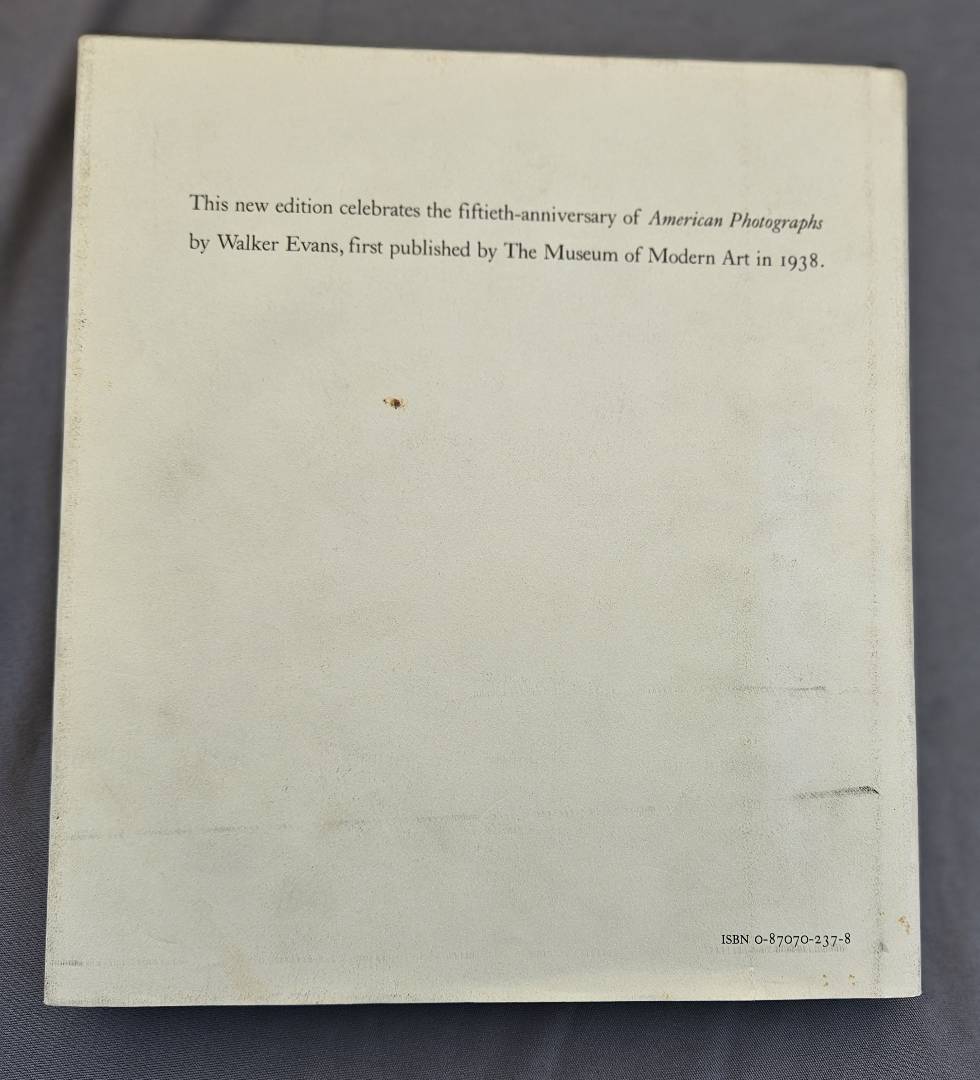 This new edition celebrates the fiftieth-anniversary of American Photographs
by Walker Evans, first published by The Museum of Modern Art in 1938.
ISBN 0-87070-237-8